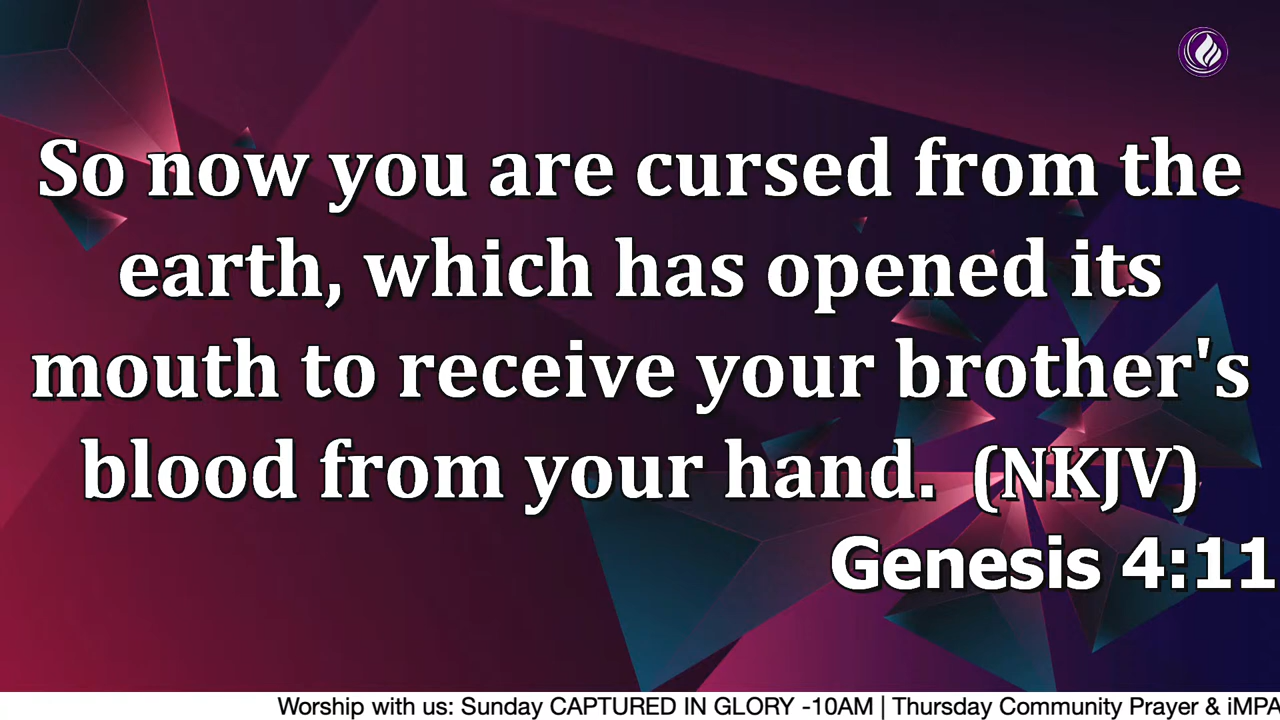 So now you are cursed from the
earth, which has opened its
mouth to receive your brother's
blood from your hand. (NKJV)
Genesis 4:11
Worship with us: Sunday CAPTURED IN GLORY -10AM | Thursday Community Prayer & iMPA